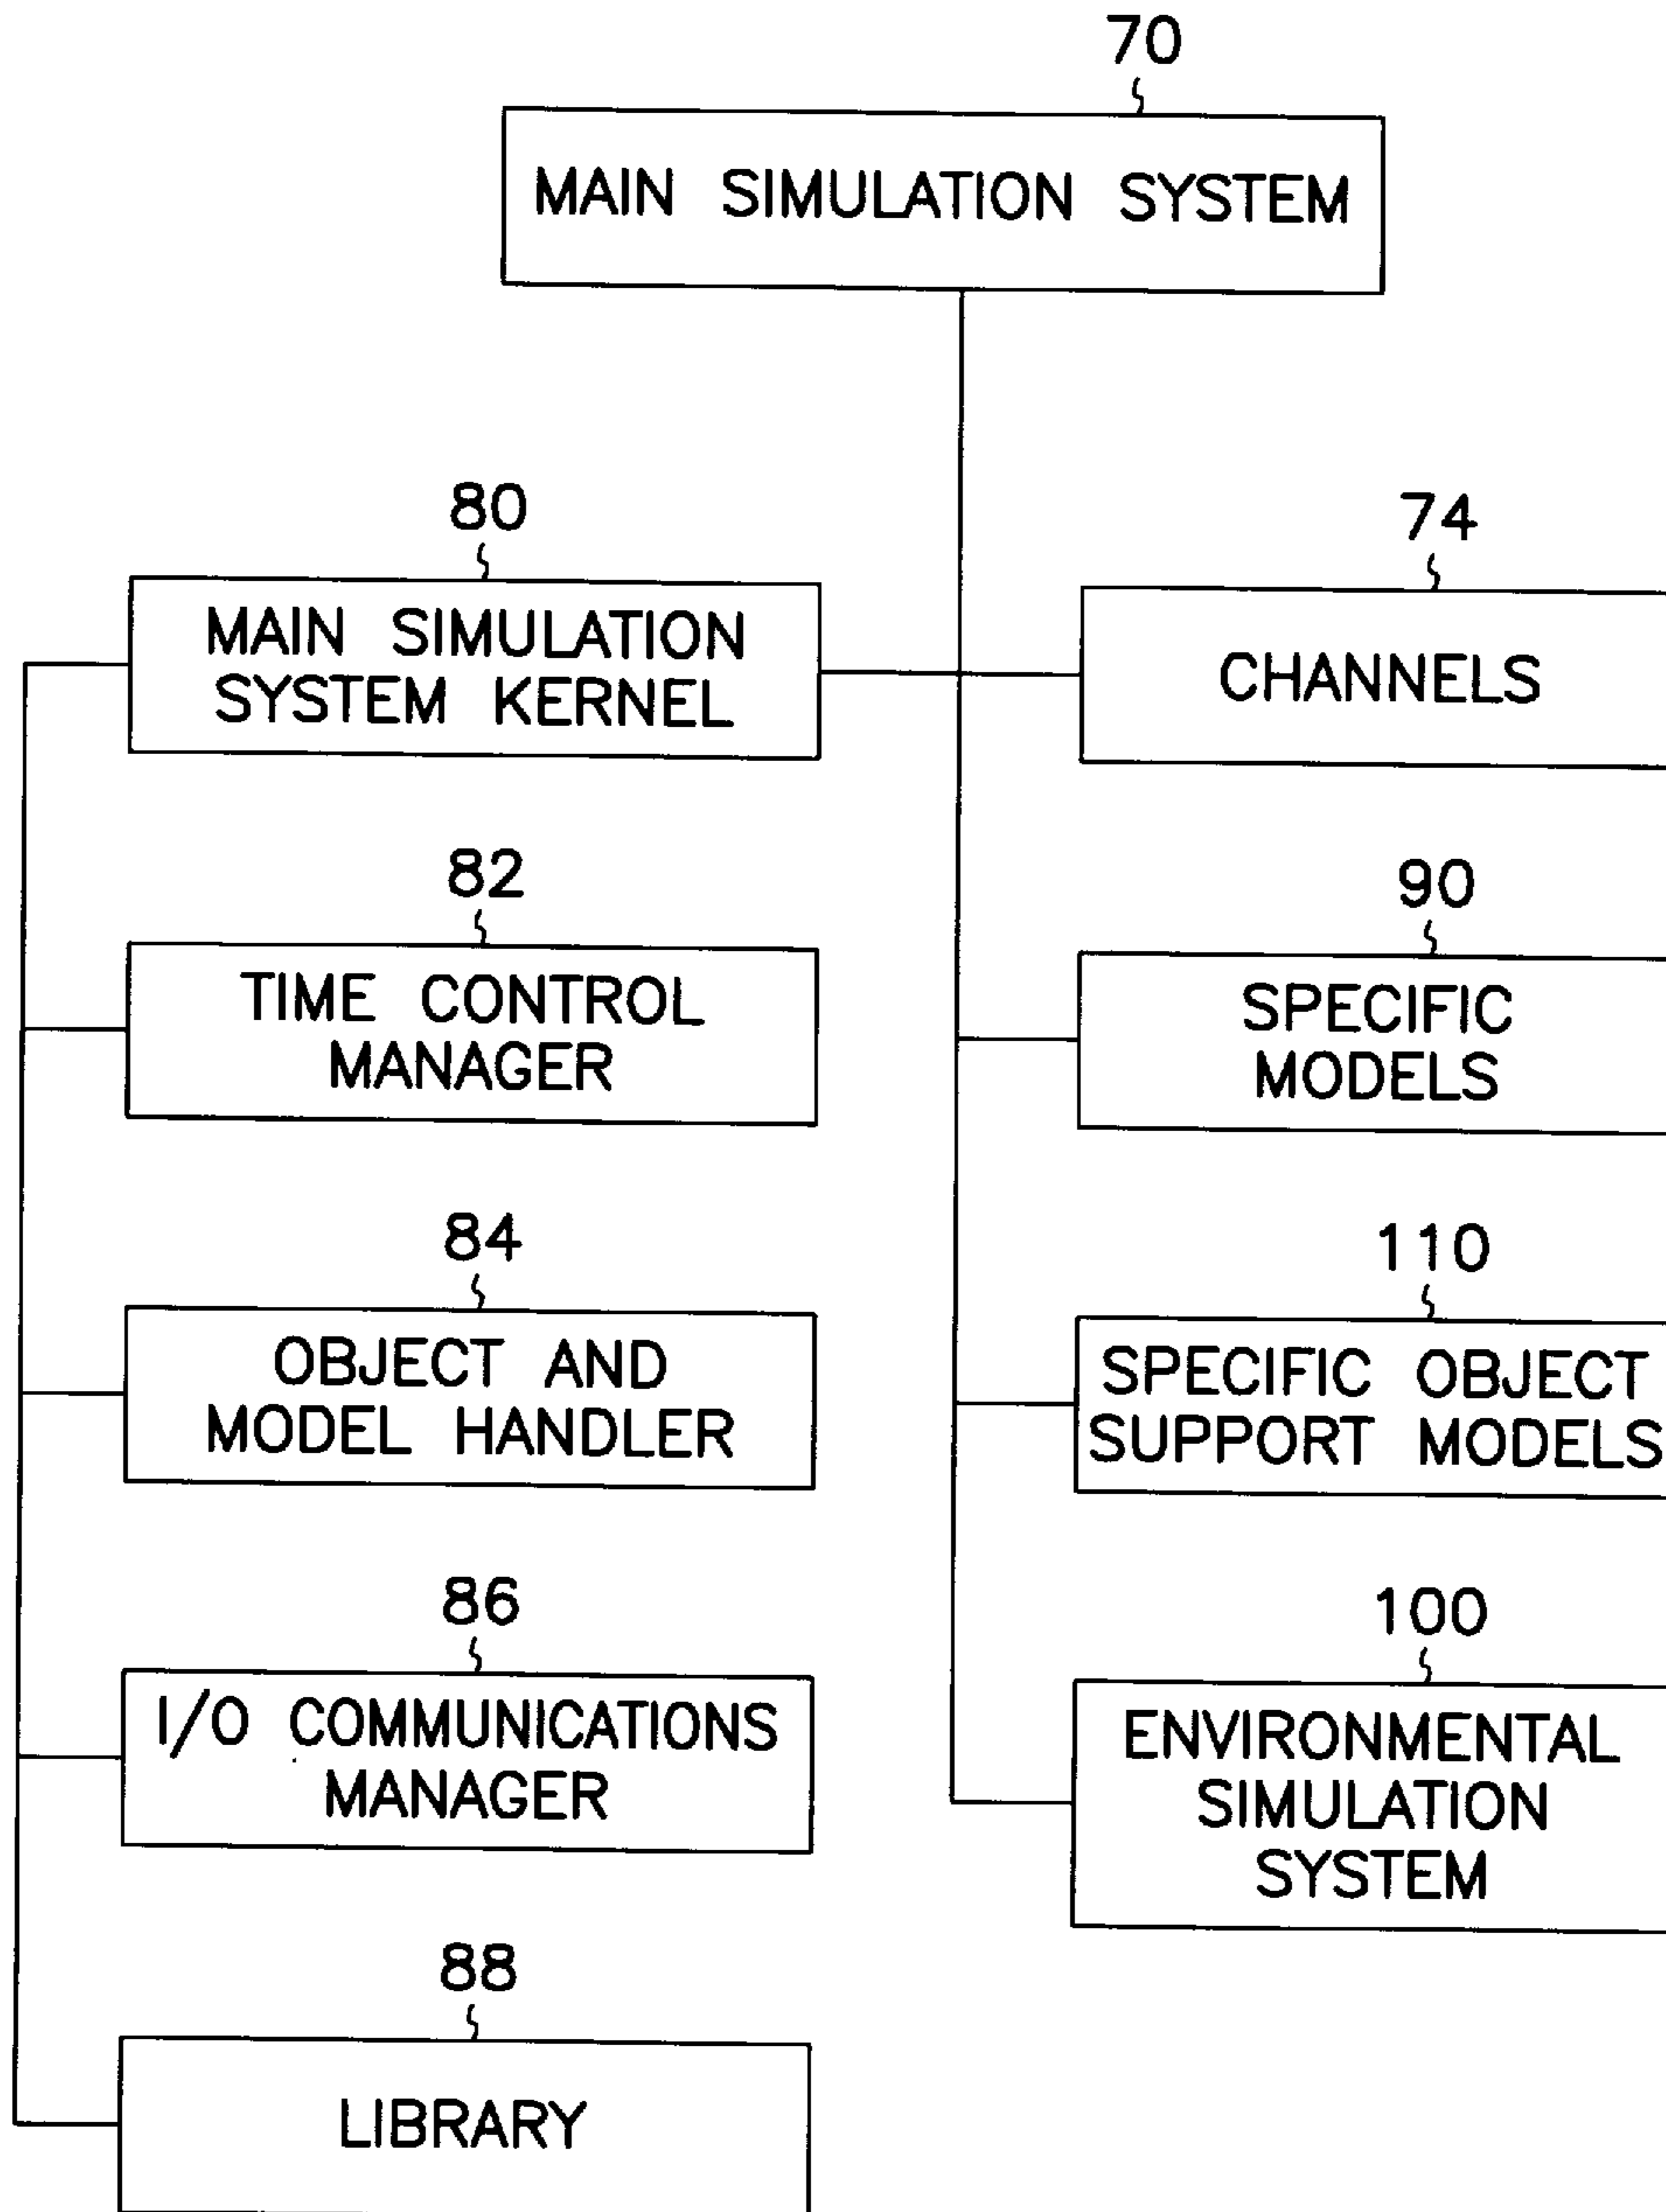 70
MAIN SIMULATION SYSTEM
80
MAIN SIMULATION
SYSTEM KERNEL
74
CHANNELS
82
TIME CONTROL
MANAGER
90
SPECIFIC
MODELS
84
OBJECT AND
MODEL HANDLER
110
SPECIFIC OBJECT
SUPPORT MODELS
86
I/O COMMUNICATIONS
MANAGER
100
ENVIRONMENTAL
SIMULATION
SYSTEM
88
LIBRARY